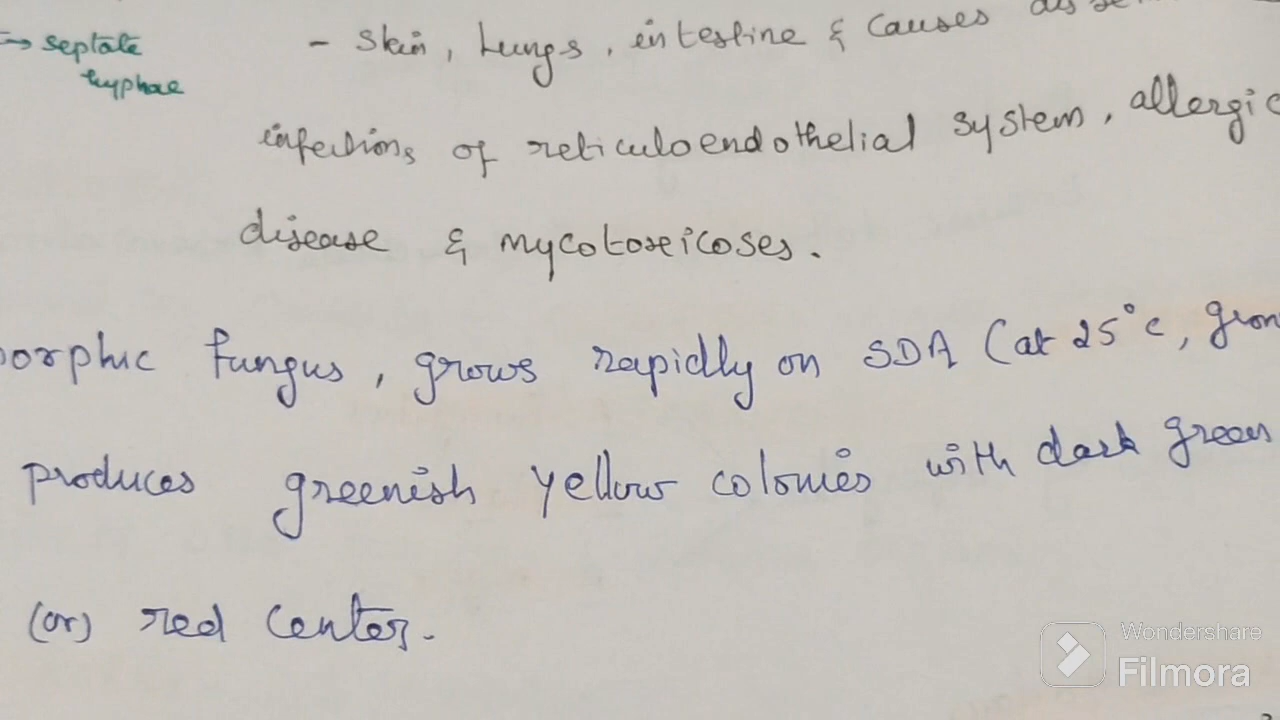 → septate - Skin, Lungs, intestine & causes
hyphae
infections of reticuloendothelial system, allergic
disease & mycotoxicoses.
orphic fungus, grows rapidly on SDA (at 25°c,
produces greenish yellow colonies with dark green
(or) red center.
Wondershare
Filmora